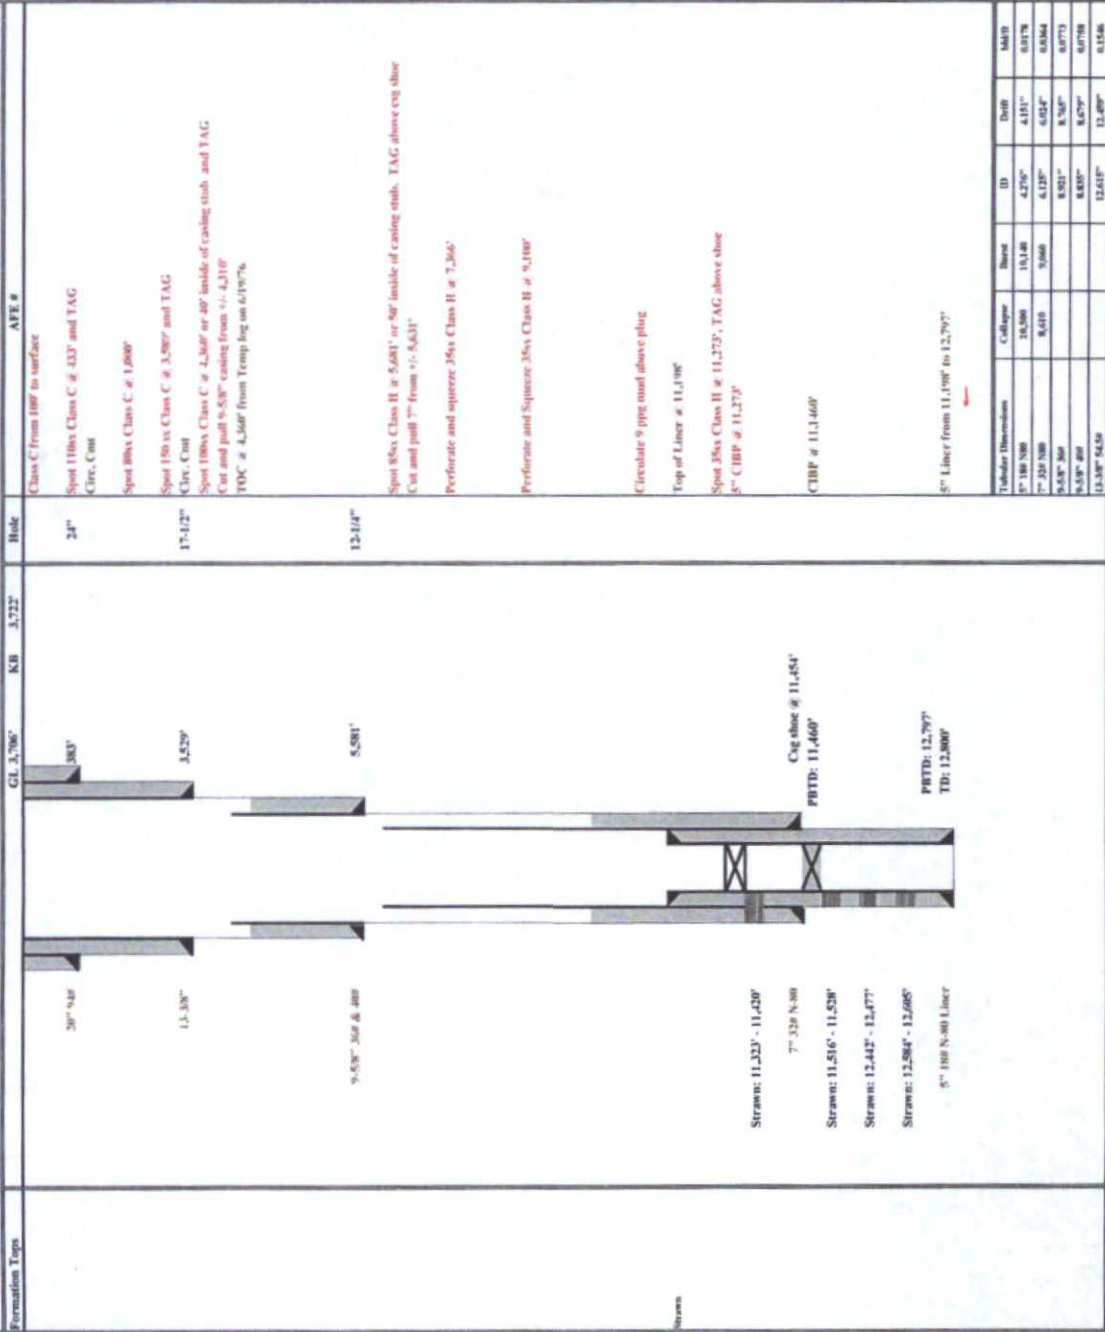 Formation Tops
GL 3,706' KB 3,722'
Hole
AFE #
20" 94#
383'
24"
13-3/8"
3,529'
17-1/2"
9-5/8" 36# & 40#
5,581'
12-1/4"
Strawn
Strawn: 11,323' - 11,420'
7" 32# N-80
Csg shoe @ 11,454'
PBTD: 11,460'
Strawn: 11,516' - 11,528'
Strawn: 12,442' - 12,477'
Strawn: 12,584' - 12,605'
5" 18# N-80 Liner
PBTD: 12,797'
TD: 12,800'
Class C from 100' to surface
Spot 110sx Class C @ 433' and TAG
Circ. Cmt
Spot 80sx Class C @ 1,000'
Spot 150 sx Class C @ 3,580' and TAG
Circ. Cmt
Spot 100sx Class C @ 4,360' or 40' inside of casing stub and TAG
Cut and pull 9-5/8" casing from +/- 4,310'
TOC @ 4,360' from Temp log on 6/19/76
Spot 85sx Class H @ 5,681' or 50' inside of casing stub. TAG above csg shoe
Cut and pull 7" from +/- 5,631'
Perforate and squeeze 35sx Class H @ 7,366'
Perforate and Squeeze 35sx Class H @ 9,100'
Circulate 9 ppg mud above plug
Top of Liner @ 11,198'
Spot 35sx Class H @ 11,273'. TAG above shoe
5" CIBP @ 11,273'
CIBP @ 11,1460'
5" Liner from 11,198' to 12,797'
Tubular Dimensions Collapse Burst ID Drift bbl/ft
5" 18# N80 10,500 10,140 4.276" 4.151" 0.0178
7" 32# N80 8,610 9,060 6.125" 6.024" 0.0364
9-5/8" 36# 8.921" 8.765" 0.0773
9-5/8" 40# 8.835" 8.679" 0.0758
13-3/8" 54.5# 12.615" 12.459" 0.1546